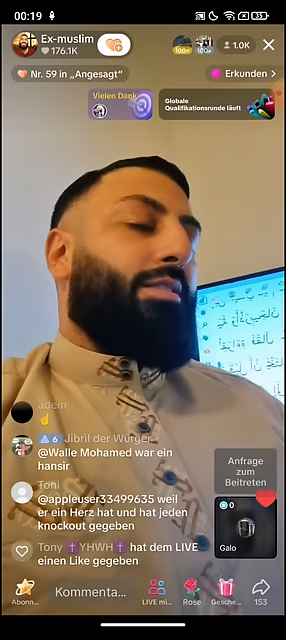 00:19
35
Ex-muslim
176.1K
1.0K
Nr. 59 in „Angesagt“
Erkunden >
Vielen Dank
Globale
Qualifikationsrunde läuft
adem
☝
6 Jibril der Würger
@Walle Mohamed war ein
hansir
Toni
@appleuser33499635 weil
er ein Herz hat und hat jeden
knockout gegeben
Tony ✝️YHWH✝️ hat dem LIVE
einen Like gegeben
Anfrage
zum
Beitreten
0
Galo
Kommenta...
Abonn...
LIVE mi...
Rose
Gesche...
153